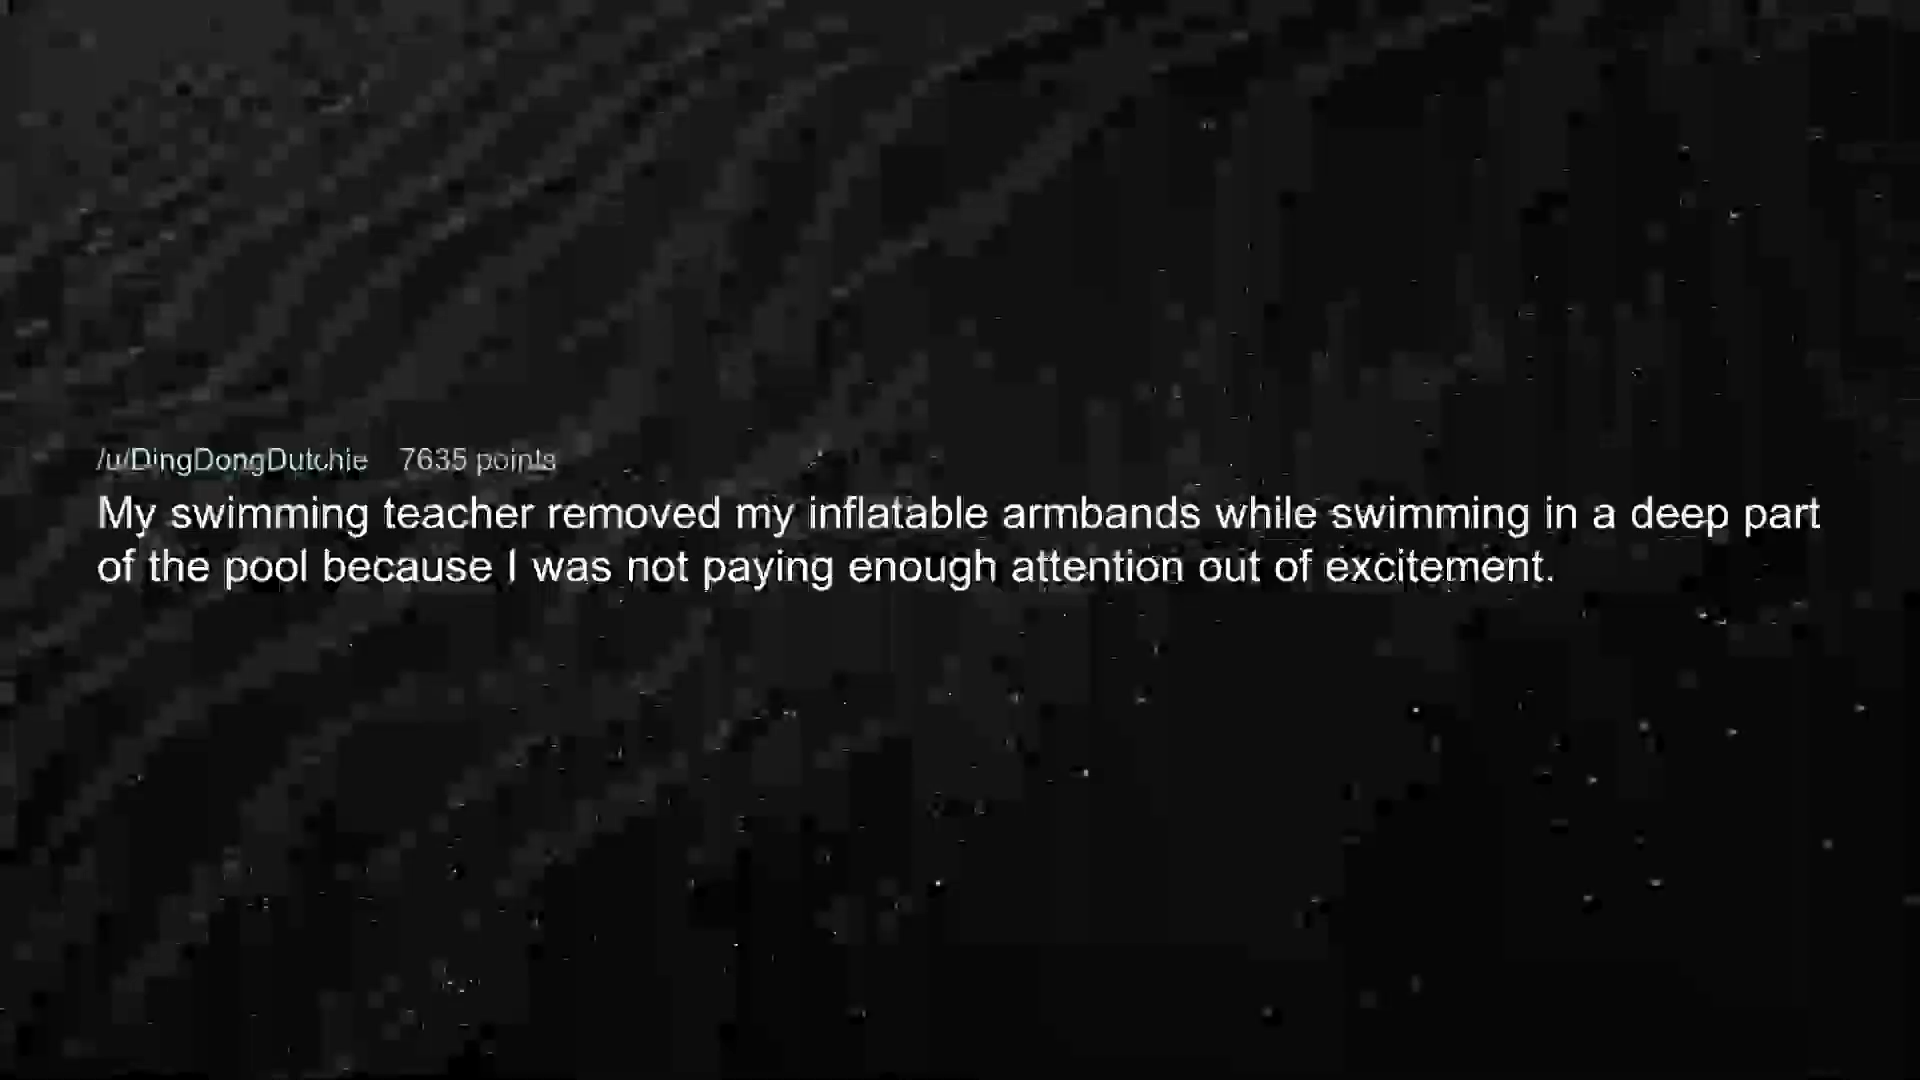 /u/DingDongDutchie 7635 points
My swimming teacher removed my inflatable armbands while swimming in a deep part
of the pool because I was not paying enough attention out of excitement.